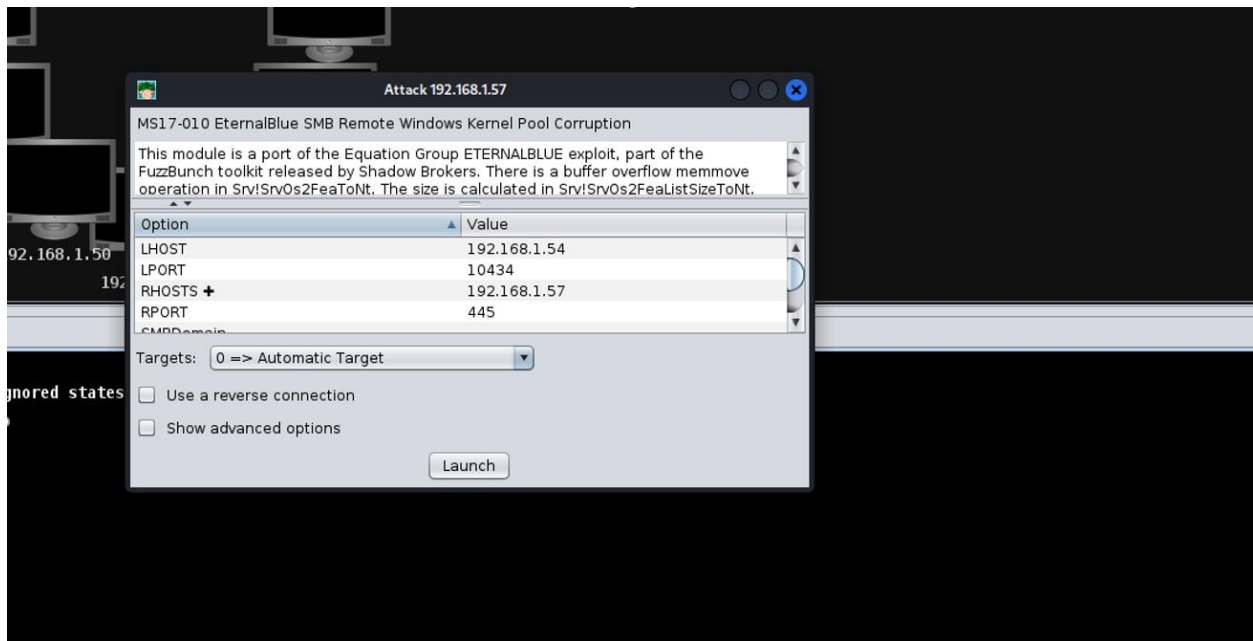 Attack 192.168.1.57
MS17-010 EternalBlue SMB Remote Windows Kernel Pool Corruption
This module is a port of the Equation Group ETERNALBLUE exploit, part of the
FuzzBunch toolkit released by Shadow Brokers. There is a buffer overflow memmove
operation in Srv!SrvOs2FeaToNt. The size is calculated in Srv!SrvOs2FeaListSizeToNt,
Option Value
LHOST 192.168.1.54
LPORT 10434
RHOSTS + 192.168.1.57
RPORT 445
SMBDomain
92.168.1.50
192
Targets: 0 => Automatic Target
gnored states
Use a reverse connection
Show advanced options
Launch